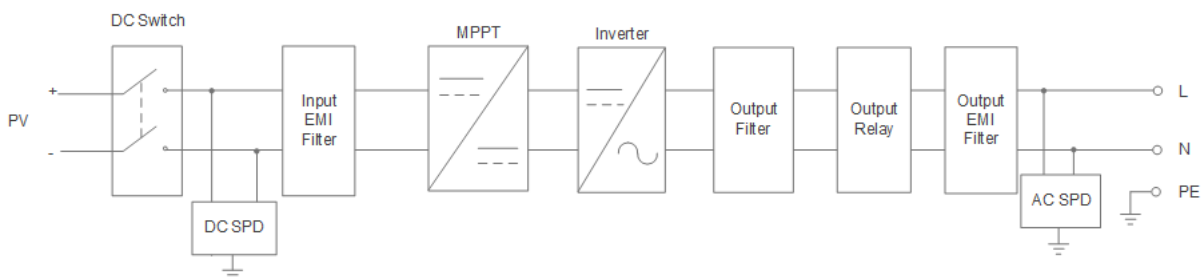 DC Switch
MPPT
Inverter
+
PV
-
Input
EMI
Filter
Output
Filter
Output
Relay
Output
EMI
Filter
L
N
PE
DC SPD
AC SPD